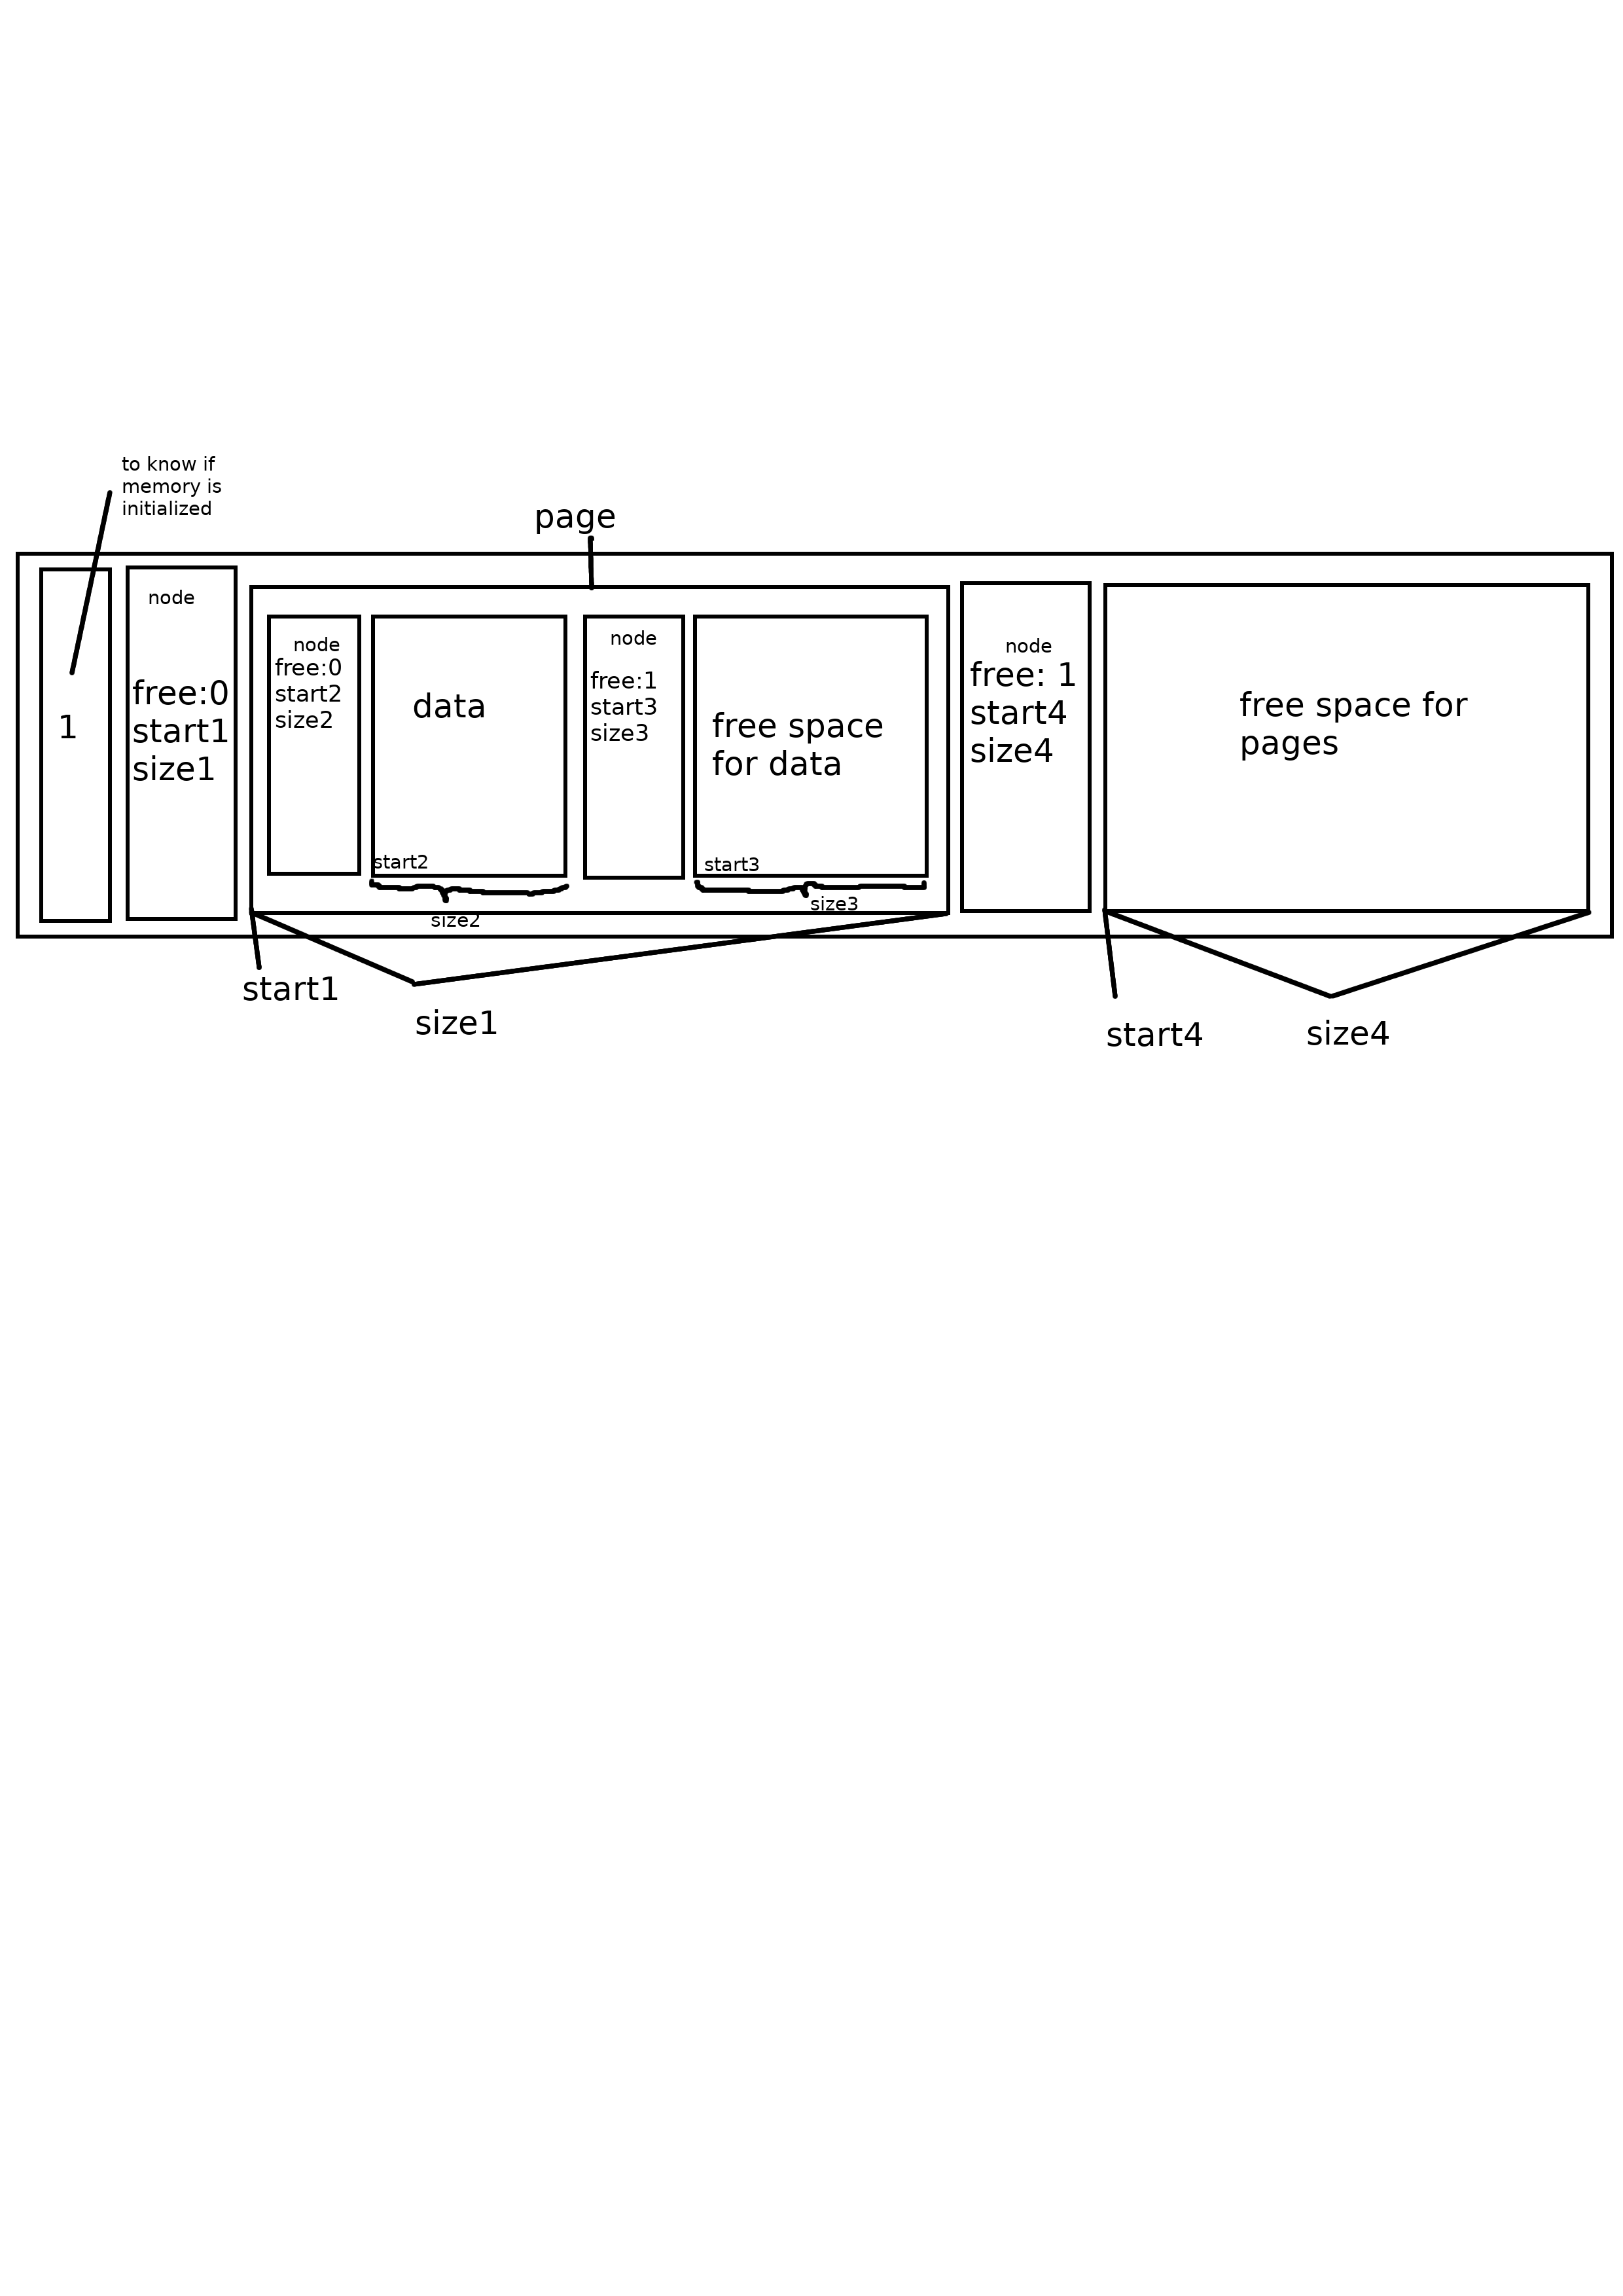 to know if
memory is
initialized
page
1
node
free:0
start1
size1
node
free:0
start2
size2
data
start2
size2
node
free:1
start3
size3
free space
for data
start3
size3
node
free: 1
start4
size4
free space for
pages
start1
size1
start4
size4